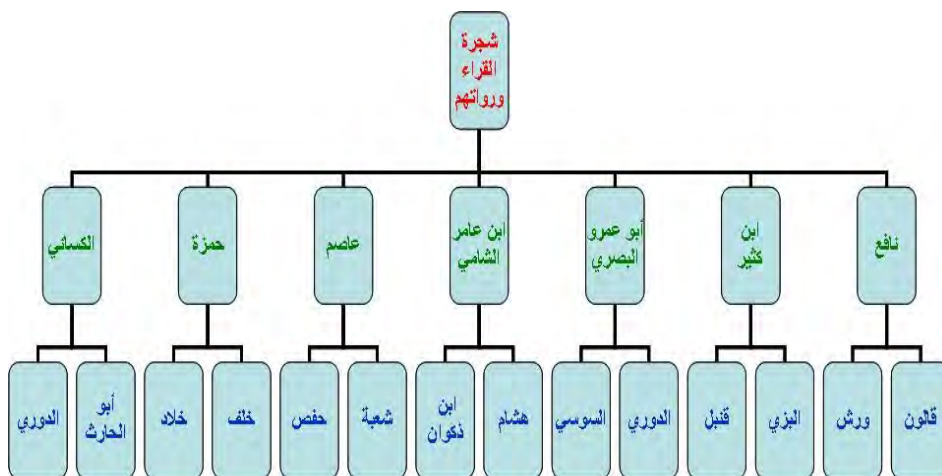 شجرة
القراء
ورواتهم
نافع
ابن
كثير
أبو عمرو
البصري
ابن عامر
الشامي
عاصم
حمزة
الكسائي
قالون
ورش
البزي
قنبل
الدوري
السوسي
هشام
ابن
ذكوان
شعبة
حفص
خلف
خلاد
أبو
الحارث
الدوري